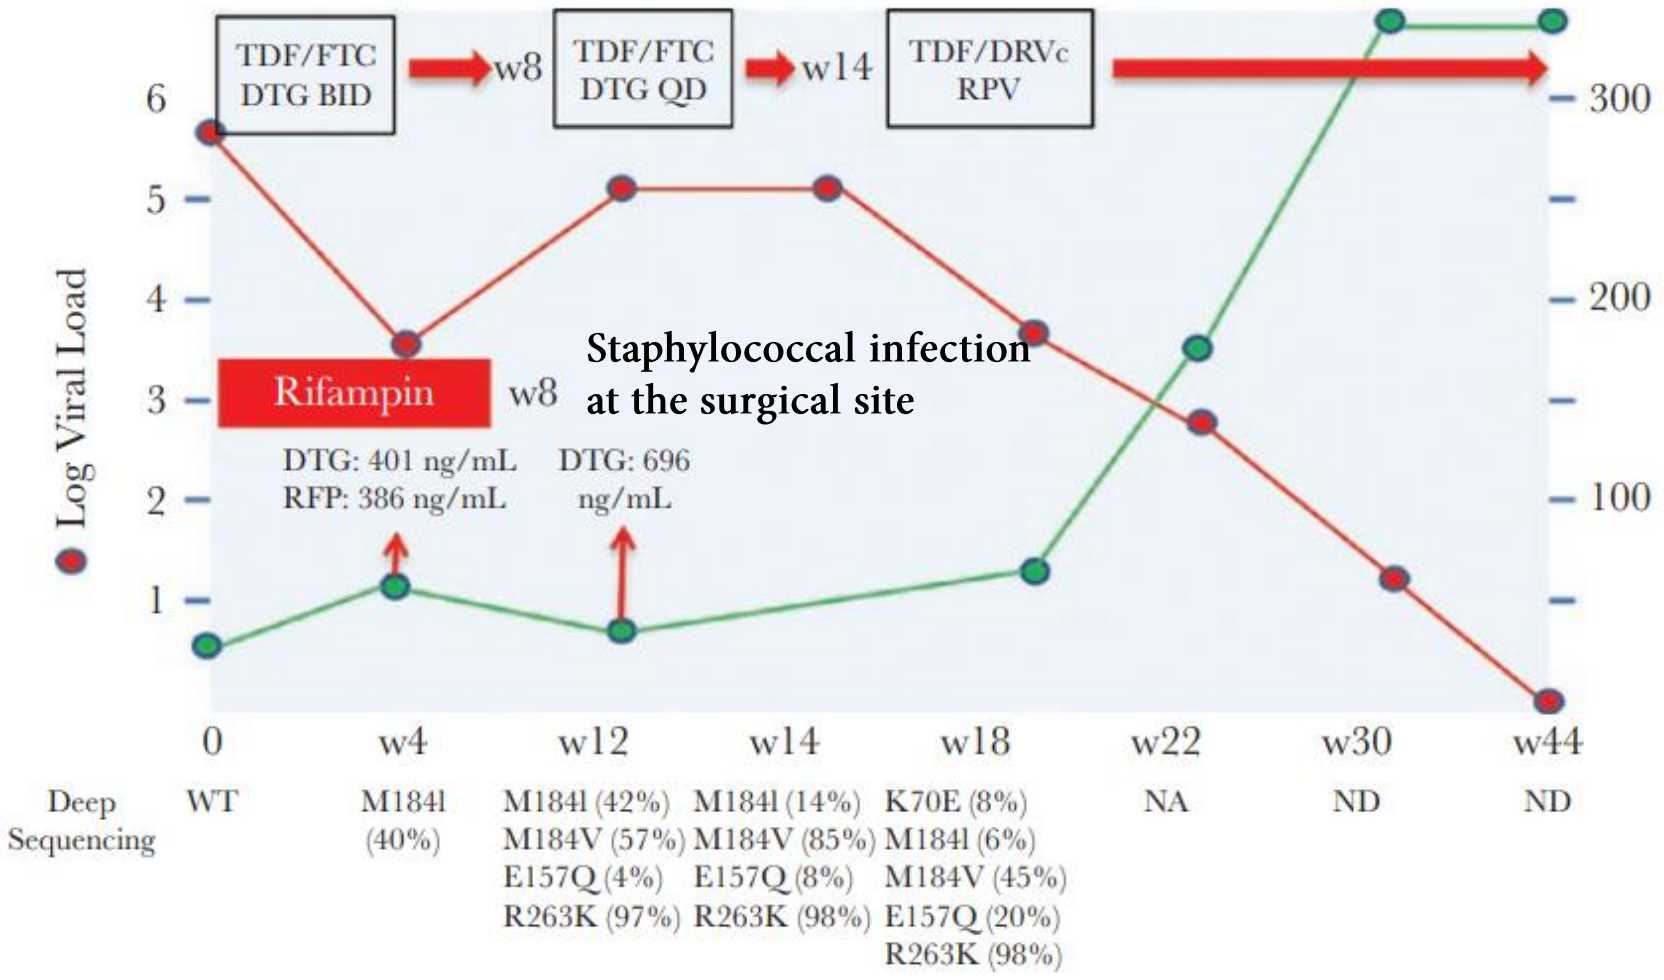 TDF/FTC
DTG BID
w8
TDF/FTC
DTG QD
w14
TDF/DRVc
RPV
6
5
4
3
2
1
300
200
100
Log Viral Load
Rifampin
w8
Staphylococcal infection
at the surgical site
DTG: 401 ng/mL
RFP: 386 ng/mL
DTG: 696
ng/mL
0 w4 w12 w14 w18 w22 w30 w44
Deep
Sequencing
WT
M184l
(40%)
M184l (42%)
M184V (57%)
E157Q (4%)
R263K (97%)
M184l (14%)
M184V (85%)
E157Q (8%)
R263K (98%)
K70E (8%)
M184l (6%)
M184V (45%)
E157Q (20%)
R263K (98%)
NA
ND
ND